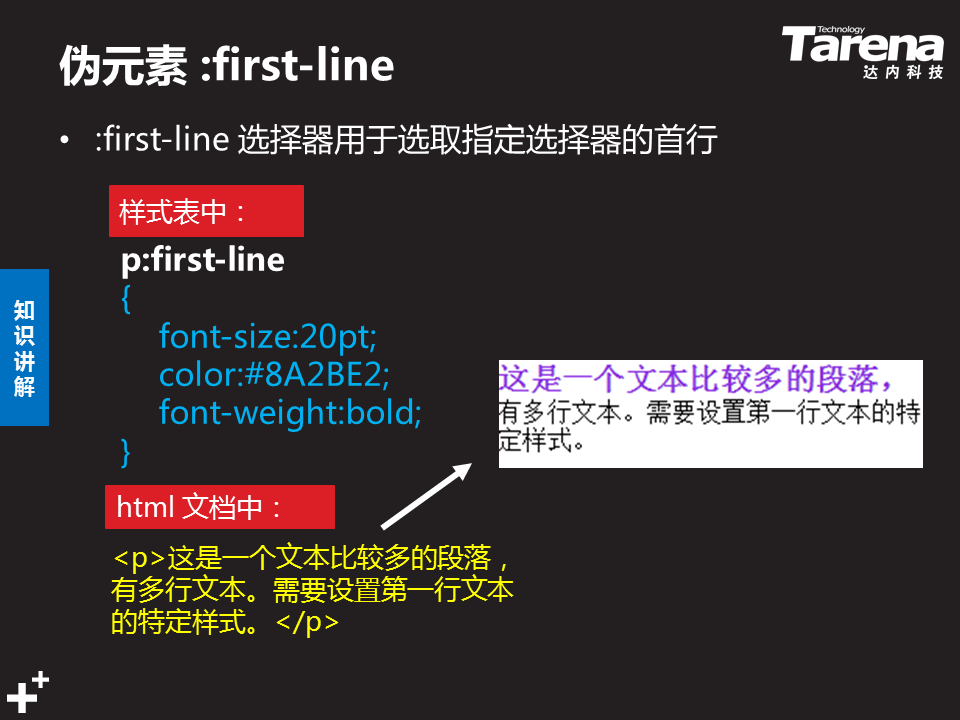 伪元素 :first-line
Technology
Tarena
达内科技
• :first-line 选择器用于选取指定选择器的首行
样式表中：
p:first-line
{
font-size:20pt;
color:#8A2BE2;
font-weight:bold;
}
知识讲解
这是一个文本比较多的段落，
有多行文本。需要设置第一行文本的特
定样式。
html 文档中：
<p>这是一个文本比较多的段落，
有多行文本。需要设置第一行文本
的特定样式。</p>